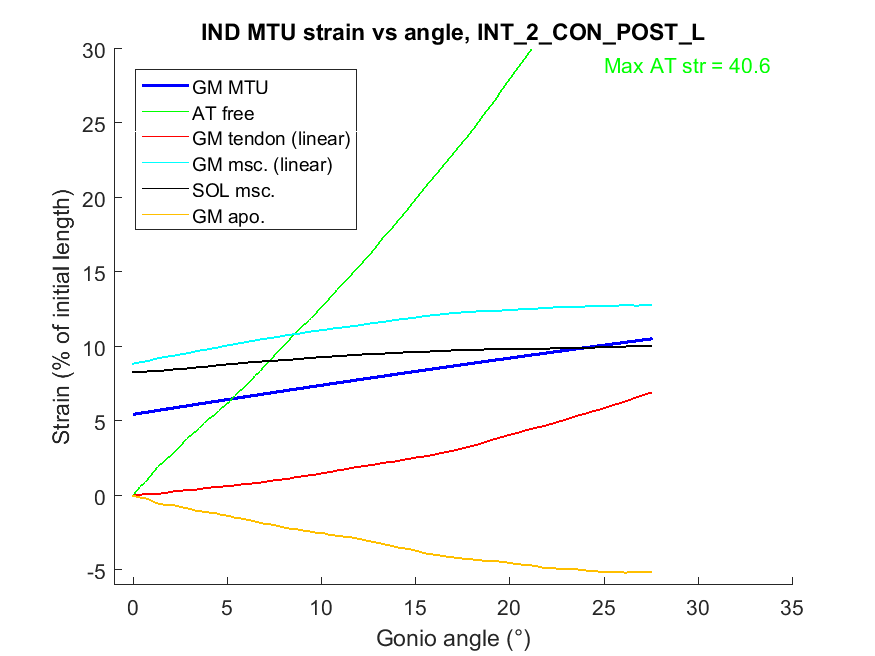 IND MTU strain vs angle, INT_2_CON_POST_L
Max AT str = 40.6
GM MTU
AT free
GM tendon (linear)
GM msc. (linear)
SOL msc.
GM apo.
Strain (% of initial length)
30
25
20
15
10
5
0
-5
0 5 10 15 20 25 30 35
Gonio angle (°)